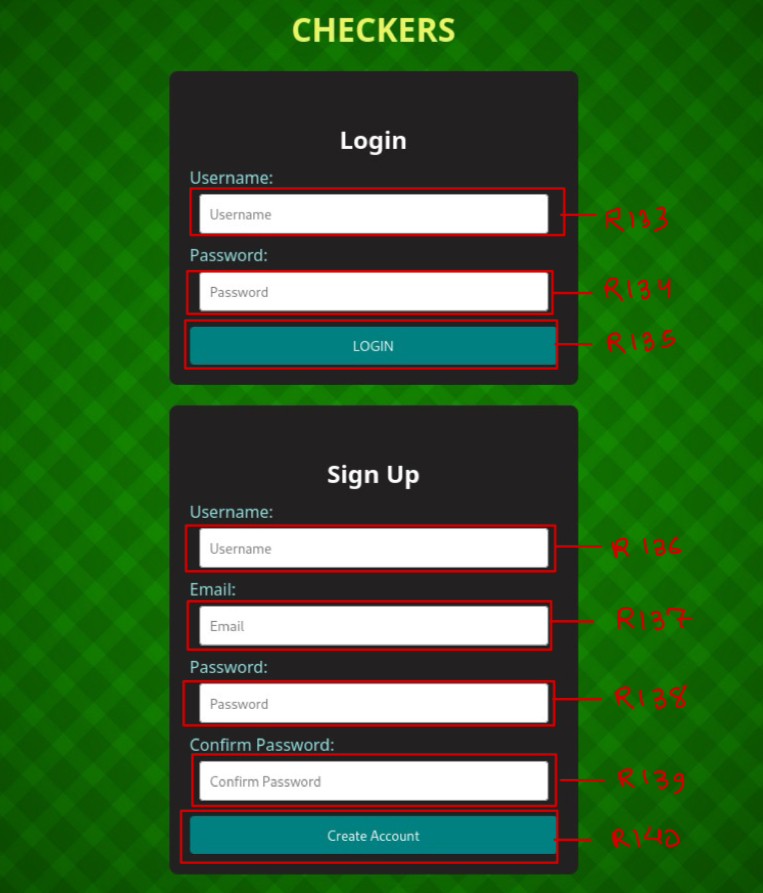 CHECKERS
Login
Username:
Username
R133
Password:
Password
R134
LOGIN
R135
Sign Up
Username:
Username
R 136
Email:
Email
R137
Password:
Password
R138
Confirm Password:
Confirm Password
R139
Create Account
R140